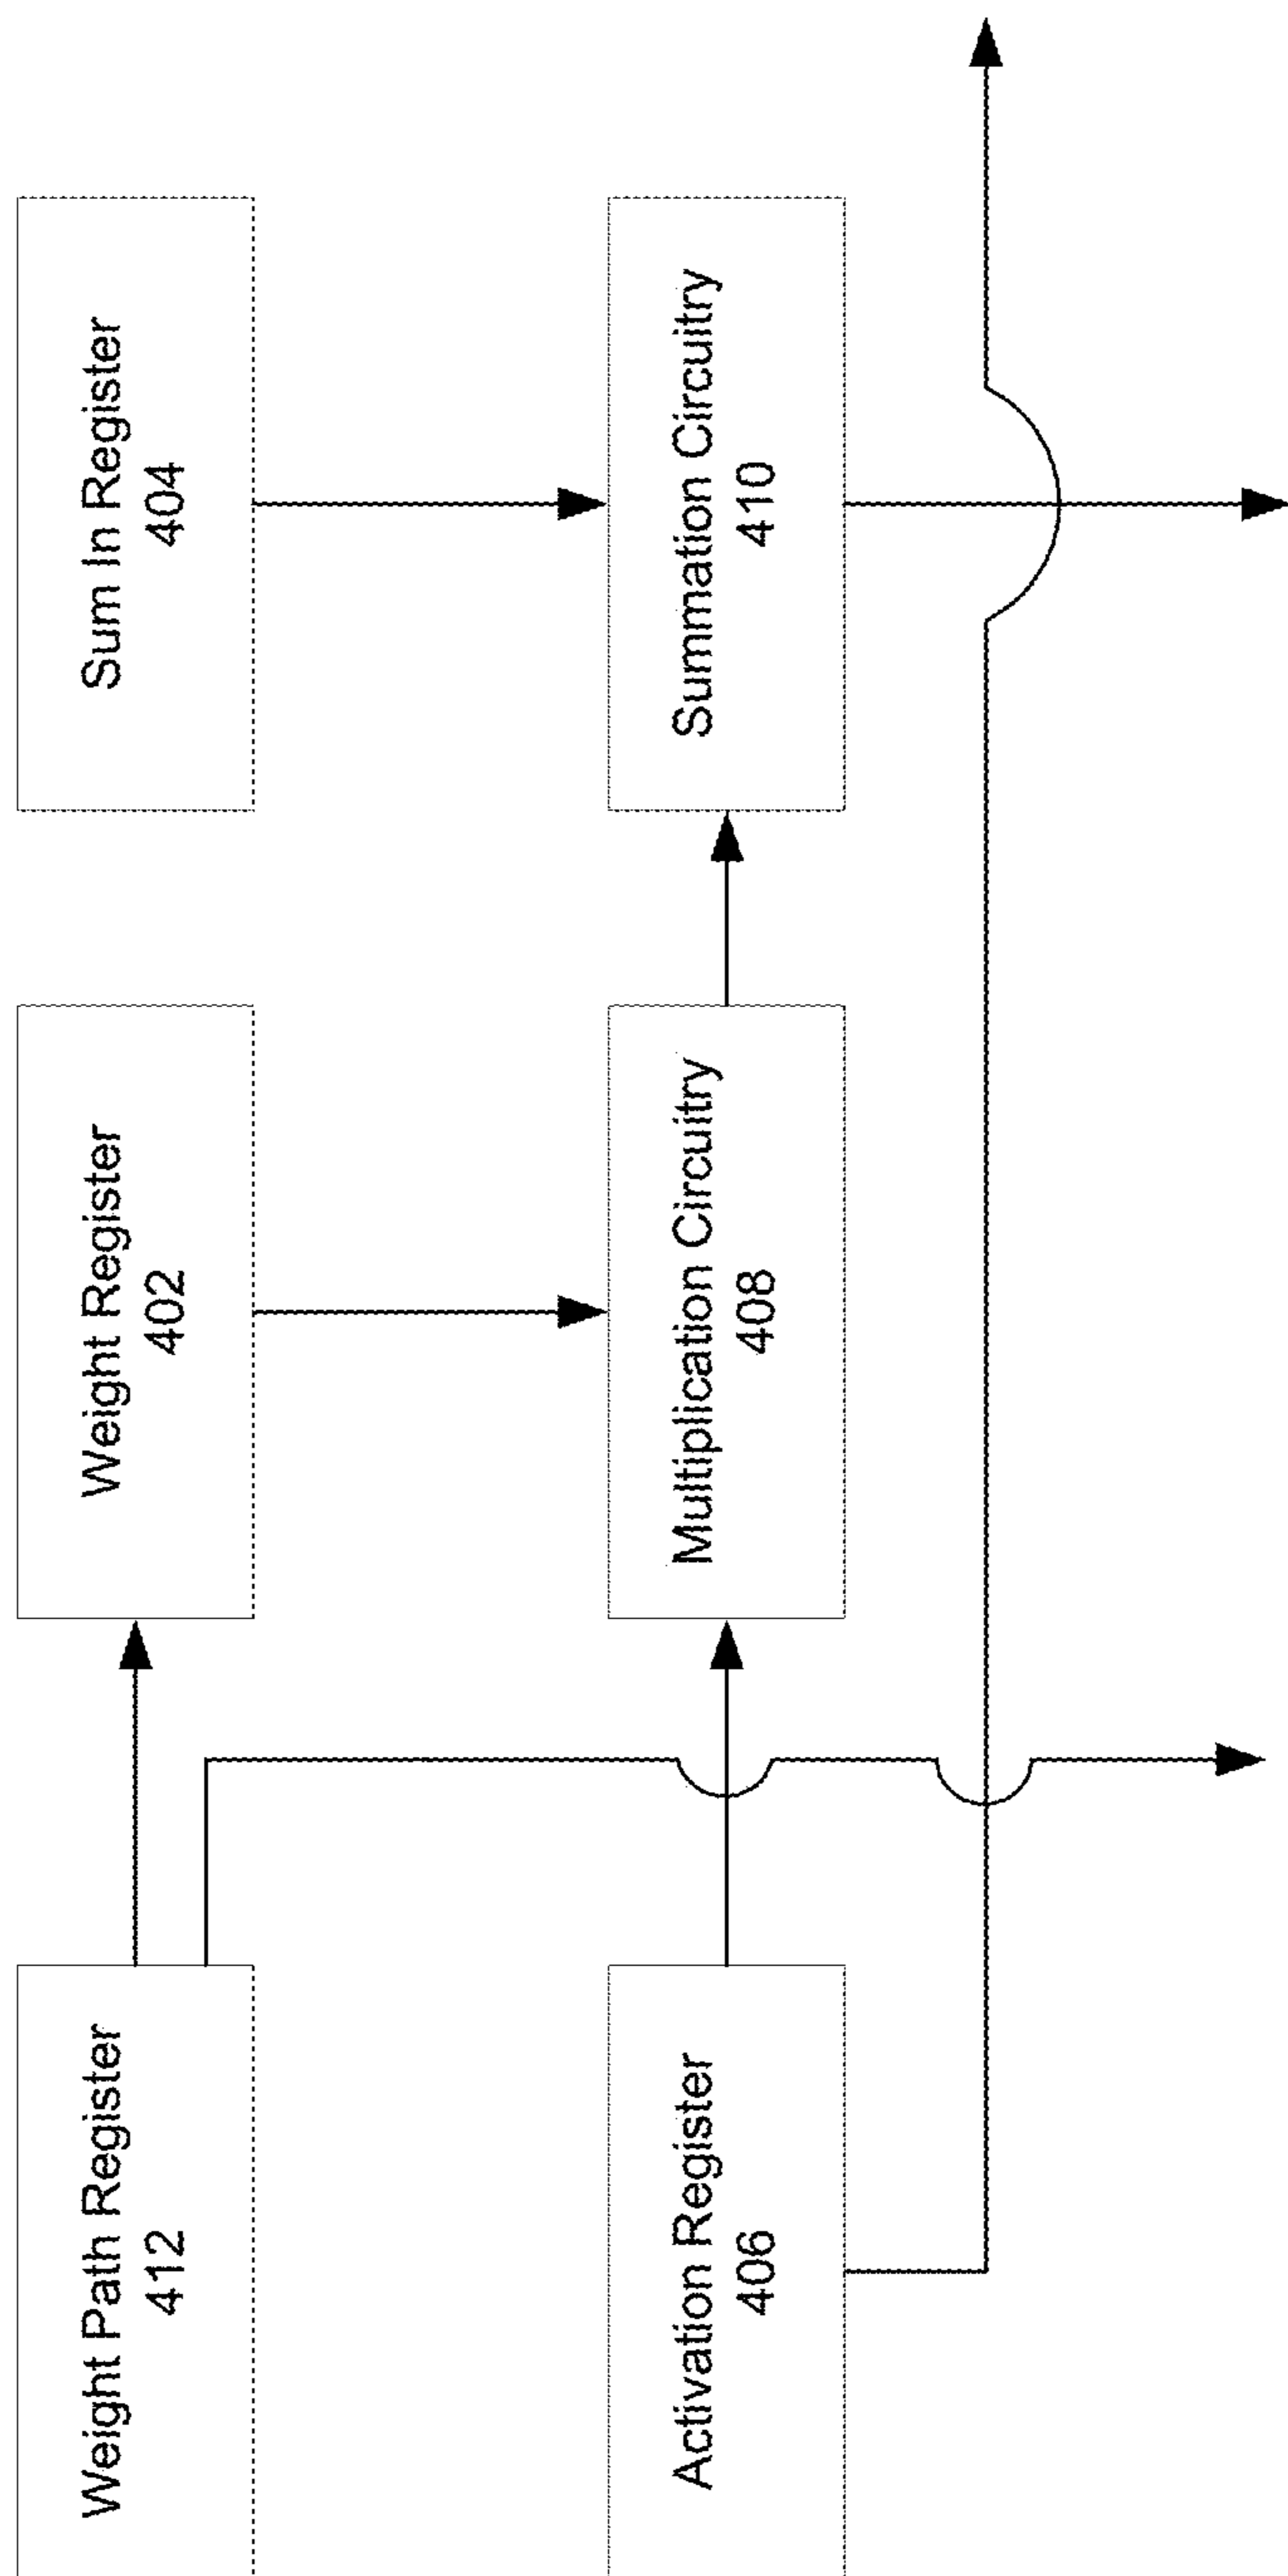 Weight Path Register
412
Weight Register
402
Sum In Register
404
Activation Register
406
Multiplication Circuitry
408
Summation Circuitry
410